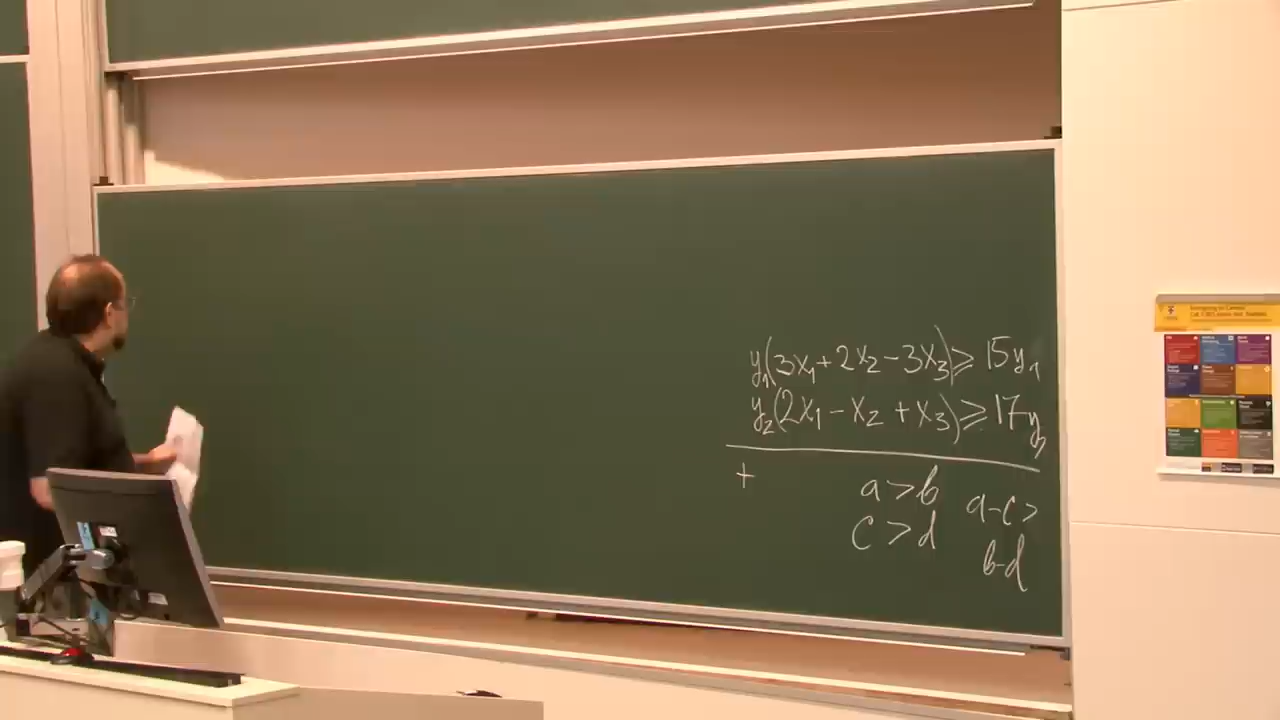 y₁(3x₁+2x₂-3x₃)≥15y₁
y₂(2x₁-x₂+x₃)≥17y₂
+
a>b
c>d
a-c>
b-d